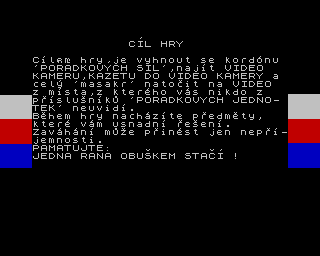 CÍL HRY
Cílem hry,je vyhnout se kordónu
'PORADKOVÝCH SIL',najít VIDEO
KAMERU,KAZETU DO VIDEO KAMERY a
celý 'masakr' natočit na VIDEO
z místa,z kterého vás nikdo z
příslušníků 'PORADKOVÝCH JEDNO-
TEK' neuvidí.
Během hry nacházíte předměty,
které vám usnadní řešení.
Zaváhání může přinést jen nepří-
jemnosti.
PAMATUJTE:
JEDNA RANA OBUŠKEM STAČÍ !